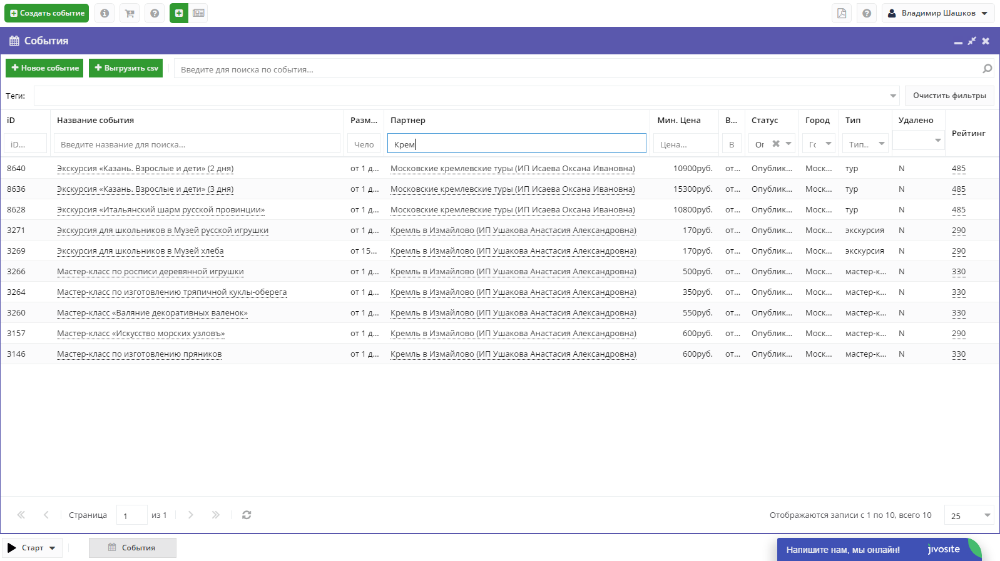 Создать событие
Владимир Шашков
События
Новое событие Выгрузить csv Введите для поиска по события...
Теги: Очистить фильтры
iD Название события Разм... Партнер Мин. Цена В... Статус Город Тип Удалено Рейтинг
iD... Введите название для поиска... Чело Крем Цена... В Тип...
8640 Экскурсия «Казань. Взрослые и дети» (2 дня) от 1 д... Московские кремлевские туры (ИП Исаева Оксана Ивановна) 10900руб. от... Опублик... Моск... тур N 485
8636 Экскурсия «Казань. Взрослые и дети» (3 дня) от 1 д... Московские кремлевские туры (ИП Исаева Оксана Ивановна) 15300руб. от... Опублик... Моск... тур N 485
8628 Экскурсия «Итальянский шарм русской провинции» от 1 д... Московские кремлевские туры (ИП Исаева Оксана Ивановна) 10800руб. от... Опублик... Моск... тур N 485
3271 Экскурсия для школьников в Музей русской игрушки от 1 д... Кремль в Измайлово (ИП Ушакова Анастасия Александровна) 170руб. от... Опублик... Моск... экскурсия N 290
3269 Экскурсия для школьников в Музей хлеба от 15... Кремль в Измайлово (ИП Ушакова Анастасия Александровна) 170руб. от... Опублик... Моск... экскурсия N 290
3266 Мастер-класс по росписи деревянной игрушки от 1 д... Кремль в Измайлово (ИП Ушакова Анастасия Александровна) 500руб. от... Опублик... Моск... мастер-к... N 330
3264 Мастер-класс по изготовлению тряпичной куклы-оберега от 1 д... Кремль в Измайлово (ИП Ушакова Анастасия Александровна) 350руб. от... Опублик... Моск... мастер-к... N 330
3260 Мастер-класс «Валяние декоративных валенок» от 1 д... Кремль в Измайлово (ИП Ушакова Анастасия Александровна) 550руб. от... Опублик... Моск... мастер-к... N 330
3157 Мастер-класс «Искусство морских узловъ» от 1 д... Кремль в Измайлово (ИП Ушакова Анастасия Александровна) 600руб. от... Опублик... Моск... мастер-к... N 290
3146 Мастер-класс по изготовлению пряников от 1 д... Кремль в Измайлово (ИП Ушакова Анастасия Александровна) 600руб. от... Опублик... Моск... мастер-к... N 330
Страница 1 из 1 Отображаются записи с 1 по 10, всего 10 25
Старт События Напишите нам, мы онлайн! jivosite